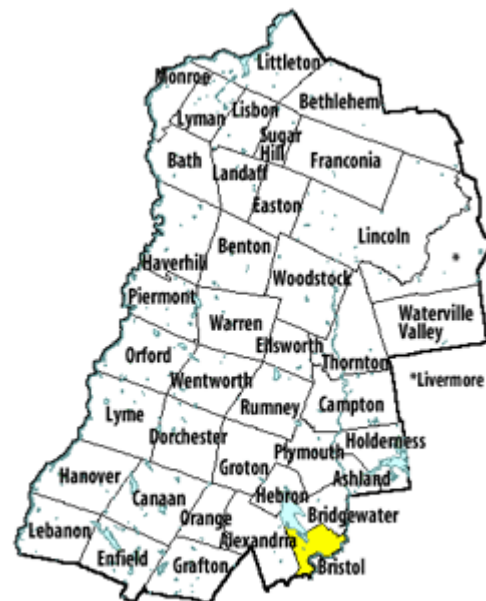 Littleton
Monroe
Bethlehem
Lisbon
Lyman
Sugar
Hill
Bath
Franconia
Landaff
Easton
Lincoln
Benton
Haverhill
Woodstock
*
Piermont
Waterville
Valley
Warren
Ellsworth
Orford
Thornton
*Livermore
Wentworth
Rumney
Campton
Lyme
Dorchester
Holderness
Plymouth
Groton
Hanover
Ashland
Canaan
Hebron
Orange
Bridgewater
Lebanon
Alexandria
Enfield
Grafton
Bristol